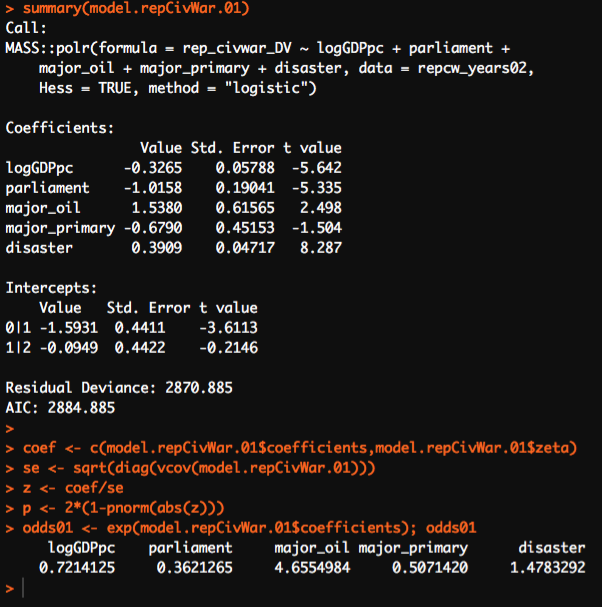 > summary(model.repCivWar.01)
Call:
MASS::polr(formula = rep_civwar_DV ~ logGDPpc + parliament +
    major_oil + major_primary + disaster, data = repcw_years02,
    Hess = TRUE, method = "logistic")

Coefficients:
                Value Std. Error t value
logGDPpc      -0.3265    0.05788  -5.642
parliament    -1.0158    0.19041  -5.335
major_oil      1.5380    0.61565   2.498
major_primary -0.6790    0.45153  -1.504
disaster       0.3909    0.04717   8.287

Intercepts:
    Value   Std. Error t value
0|1 -1.5931  0.4411    -3.6113
1|2 -0.0949  0.4422    -0.2146

Residual Deviance: 2870.885
AIC: 2884.885
>
> coef <- c(model.repCivWar.01$coefficients,model.repCivWar.01$zeta)
> se <- sqrt(diag(vcov(model.repCivWar.01)))
> z <- coef/se
> p <- 2*(1-pnorm(abs(z)))
> odds01 <- exp(model.repCivWar.01$coefficients); odds01
     logGDPpc    parliament     major_oil major_primary      disaster
    0.7214125     0.3621265     4.6554984     0.5071420     1.4783292
>